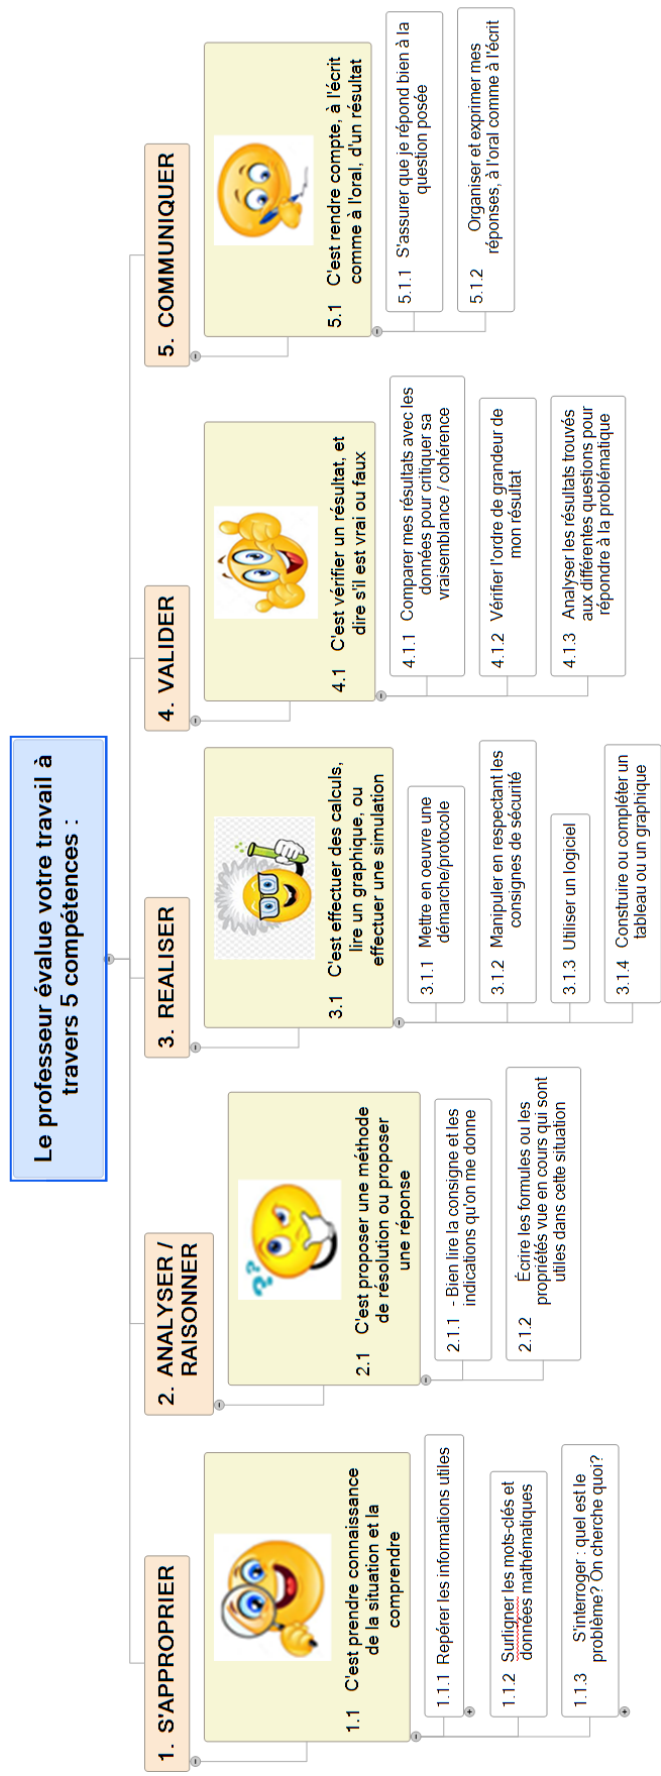 Le professeur évalue votre travail à
travers 5 compétences :
1. S'APPROPRIER
1.1 C'est prendre connaissance
de la situation et la
comprendre
1.1.1 Repérer les informations utiles
1.1.2 Surligner les mots-clés et
données mathématiques
1.1.3 S'interroger : quel est le
problème? On cherche quoi?
2. ANALYSER /
RAISONNER
2.1 C'est proposer une méthode
de résolution ou proposer
une réponse
2.1.1 - Bien lire la consigne et les
indications qu'on me donne
2.1.2 Écrire les formules ou les
propriétés vue en cours qui sont
utiles dans cette situation
3. REALISER
3.1 C'est effectuer des calculs,
lire un graphique, ou
effectuer une simulation
3.1.1 Mettre en oeuvre une
démarche/protocole
3.1.2 Manipuler en respectant les
consignes de sécurité
3.1.3 Utiliser un logiciel
3.1.4 Construire ou compléter un
tableau ou un graphique
4. VALIDER
4.1 C'est vérifier un résultat, et
dire s'il est vrai ou faux
4.1.1 Comparer mes résultats avec les
données pour critiquer sa
vraisemblance / cohérence
4.1.2 Vérifier l'ordre de grandeur de
mon résultat
4.1.3 Analyser les résultats trouvés
aux différentes questions pour
répondre à la problématique
5. COMMUNIQUER
5.1 C'est rendre compte, à l'écrit
comme à l'oral, d'un résultat
5.1.1 S'assurer que je répond bien à la
question posée
5.1.2 Organiser et exprimer mes
réponses, à l'oral comme à l'écrit